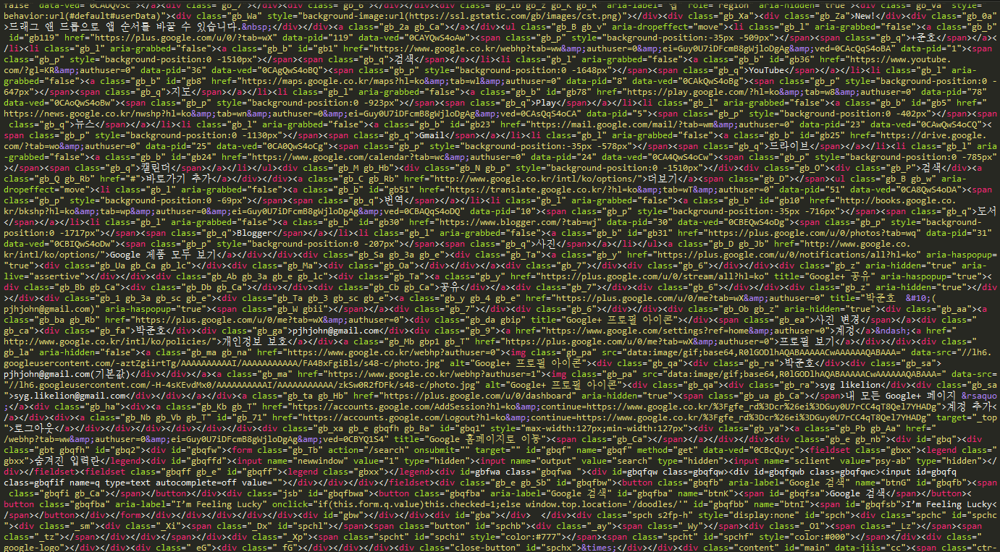 false" data-ved="0CAUQvSc"></a><div class="gb_7"></div><div class="gb_6"></div><div class="gb_ib gb_z gb_K gb_R" aria-label="앱" role="region" aria-hidden="true"><div class="gb_Va" style="
behavior:url(#default#userData)"><div class="gb_Wa" style="background-image:url(https://ssl.gstatic.com/gb/images/cst.png)"></div><div class="gb_Xa"><div class="gb_Za">New!</div><div class="gb_0a"
>드래그 앤 드롭으로 앱 순서를 바꿀 수 있습니다.&nbsp;</div></div><a class="gb_2a gb_Ca"></a></div><ul class="gb_B gb_v" aria-dropeffect="move"><li class="gb_l" aria-grabbed="false"><a class="gb_b"
id="gb119" href="https://plus.google.com/u/0/?tab=wX" data-pid="119" data-ved="0CAYQwS4oAw"><span class="gb_p" style="background-position:-35px -509px"></span><span class="gb_q">+준호</span></a><
/li><li class="gb_l" aria-grabbed="false"><a class="gb_b" id="gb1" href="https://www.google.co.kr/webhp?tab=ww&amp;authuser=0&amp;ei=Guy0U7iDFcmB8gWjloDgAg&amp;ved=0CAcQqS4oBA" data-pid="1"><span
class="gb_p" style="background-position:0 -1510px"></span><span class="gb_q">검색</span></a></li><li class="gb_l" aria-grabbed="false"><a class="gb_b" id="gb36" href="https://www.youtube.
com/?gl=KR&amp;authuser=0" data-pid="36" data-ved="0CAgQwS4oBQ"><span class="gb_p" style="background-position:0 -1648px"></span><span class="gb_q">YouTube</span></a></li><li class="gb_l" aria-
grabbed="false"><a class="gb_b" id="gb8" href="https://maps.google.co.kr/maps?hl=ko&amp;tab=wl&amp;authuser=0" data-pid="8" data-ved="0CAkQwS4oBg"><span class="gb_p" style="background-position:0 -
647px"></span><span class="gb_q">지도</span></a></li><li class="gb_l" aria-grabbed="false"><a class="gb_b" id="gb78" href="https://play.google.com/?hl=ko&amp;tab=w8&amp;authuser=0" data-pid="78"
data-ved="0CAoQwS4oBw"><span class="gb_p" style="background-position:0 -923px"></span><span class="gb_q">Play</span></a></li><li class="gb_l" aria-grabbed="false"><a class="gb_b" id="gb5" href="
https://news.google.co.kr/nwshp?hl=ko&amp;tab=wn&amp;authuser=0&amp;ei=Guy0U7iDFcmB8gWjloDgAg&amp;ved=0CAsQqS4oCA" data-pid="5"><span class="gb_p" style="background-position:0 -402px"></span><span
class="gb_q">뉴스</span></a></li><li class="gb_l" aria-grabbed="false"><a class="gb_b" id="gb23" href="https://mail.google.com/mail/?tab=wm&amp;authuser=0" data-pid="23" data-ved="0CAwQwS4oCQ"><
span class="gb_p" style="background-position:0 -1130px"></span><span class="gb_q">Gmail</span></a></li><li class="gb_l" aria-grabbed="false"><a class="gb_b" id="gb25" href="https://drive.google.
com/?tab=wo&amp;authuser=0" data-pid="25" data-ved="0CA0QwS4oCg"><span class="gb_p" style="background-position:-35px -578px"></span><span class="gb_q">드라이브</span></a></li><li class="gb_l" aria
-grabbed="false"><a class="gb_b" id="gb24" href="https://www.google.com/calendar?tab=wc&amp;authuser=0" data-pid="24" data-ved="0CA4QwS4oCw"><span class="gb_p" style="background-position:0 -785px"
></span><span class="gb_q">캘린더</span></a></li></ul><div class="gb_M gb_Hb"><div class="gb_N gb_p" style="background-position:0 -1510px"></div><div class="gb_O"><div class="gb_P">검색</div><a
class="gb_Q gb_Rb" href="#">바로가기 추가</a></div></div><a class="gb_C gb_Rb" href="http://www.google.co.kr/intl/ko/options/">더보기</a><span class="gb_D"></span><ul class="gb_B gb_w" aria-
dropeffect="move"><li class="gb_l" aria-grabbed="false"><a class="gb_b" id="gb51" href="https://translate.google.co.kr/?hl=ko&amp;tab=wT&amp;authuser=0" data-pid="51" data-ved="0CA8QwS4oDA"><span
class="gb_p" style="background-position:0 -69px"></span><span class="gb_q">번역</span></a></li><li class="gb_l" aria-grabbed="false"><a class="gb_b" id="gb10" href="http://books.google.co.
kr/bkshp?hl=ko&amp;tab=wp&amp;authuser=0&amp;ei=Guy0U7iDFcmB8gWjloDgAg&amp;ved=0CBAQqS4oDQ" data-pid="10"><span class="gb_p" style="background-position:-35px -716px"></span><span class="gb_q">도서
</span></a></li><li class="gb_l" aria-grabbed="false"><a class="gb_b" id="gb30" href="https://www.blogger.com/?tab=wj" data-pid="30" data-ved="0CBEQwS4oDg"><span class="gb_p" style="background-
position:0 -1717px"></span><span class="gb_q">Blogger</span></a></li><li class="gb_l" aria-grabbed="false"><a class="gb_b" id="gb31" href="https://plus.google.com/u/0/photos?tab=wq" data-pid="31"
data-ved="0CBIQwS4oDw"><span class="gb_p" style="background-position:0 -207px"></span><span class="gb_q">사진</span></a></li></ul><a class="gb_D gb_Jb" href="http://www.google.co.
kr/intl/ko/options/">Google 제품 모두 보기</a></div></div><div class="gb_Sa gb_3a gb_e"><div class="gb_Ta"><a class="gb_y" href="https://plus.google.com/u/0/notifications/all?hl=ko" aria-haspopup=
"true"><div class="gb_Ua gb_Ca gb_lc"></div><div class="gb_Ma"><div class="gb_Oa"></div></div></a><div class="gb_7"></div><div class="gb_6"></div></div><div class="gb_z" aria-hidden="true" aria-
live="assertive"></div></div><div class="gb_Ab gb_3a gb_e gb_lc"><div class="gb_Ta"><a class="gb_y" href="https://plus.google.com/u/0/stream/all?hl=ko" title="Google+ 공유" aria-haspopup="true"><
div class="gb_Bb gb_Ca"><div class="gb_Db gb_Ca"></div></div><div class="gb_Cb gb_Ca">공유</div></a><div class="gb_7"></div><div class="gb_6"></div></div><div class="gb_z" aria-hidden="true"></div
></div><div class="gb_1 gb_3a gb_sc gb_e"><div class="gb_Ta gb_3 gb_sc gb_e"><a class="gb_y gb_4 gb_e" href="https://plus.google.com/u/0/me?tab=wX&amp;authuser=0" title="박준호  &#10;(
pjhjohn@gmail.com)" aria-haspopup="true"><span class="gb_W gbii"></span></a><div class="gb_7"></div><div class="gb_6"></div></div><div class="gb_Ob gb_z" aria-hidden="true"><div class="gb_aa"><a
class="gb_ba gb_Rb" href="https://plus.google.com/u/0/me?tab=wX&amp;authuser=0"><div class="gb_da gbip" title="Google+ 프로필 아이콘"></div><span class="gb_ea">사진 변경</span></a><div class="
gb_ca"><div class="gb_fa">박준호</div><div class="gb_ga">pjhjohn@gmail.com</div><div class="gb_9"><a href="https://www.google.com/settings?ref=home&amp;authuser=0">계정</a>&ndash;<a href="
http://www.google.co.kr/intl/ko/policies/">개인정보 보호</a></div><a class="gb_Mb gbp1 gb_T" href="https://plus.google.com/u/0/me?tab=wX&amp;authuser=0">프로필 보기</a></div></div><div class="
gb_la" aria-hidden="false"><a class="gb_ma gb_na" href="https://www.google.co.kr/webhp?authuser=0"><img class="gb_pa" src="data:image/gif;base64,R0lGODlhAQABAAAAACwAAAAAAQABAAA=" data-src="//lh6.
googleusercontent.com/-aztZgiirtTg/AAAAAAAAAAI/AAAAAAAAAAA/FA4BxFgiBls/s48-c/photo.jpg" alt="Google+ 프로필 아이콘"><div class="gb_qa"><div class="gb_ra">박준호</div><div class="gb_sa">
pjhjohn@gmail.com(기본값)</div></div></a><a class="gb_ma" href="https://www.google.co.kr/webhp?authuser=1"><img class="gb_pa" src="data:image/gif;base64,R0lGODlhAQABAAAAACwAAAAAAQABAAA=" data-src=
"//lh6.googleusercontent.com/-H-4sKEvdMx0/AAAAAAAAAAI/AAAAAAAAAAA/zkSw0R2fDFk/s48-c/photo.jpg" alt="Google+ 프로필 아이콘"><div class="gb_qa"><div class="gb_ra">syg likelion</div><div class="gb_sa
">syg.likelion@gmail.com</div></div></a></div><a class="gb_ta gb_Hb" href="https://plus.google.com/u/0/dashboard" aria-hidden="true"><span class="gb_ua gb_Ca"></span>내 모든 Google+ 페이지 &rsaquo
;</a><div class="gb_ha"><div><a class="gb_Kb gb_T" href="https://accounts.google.com/AddSession?hl=ko&amp;continue=https://www.google.co.kr/%3Fgfe_rd%3Dcr%26ei%3DGuy0U7rCC4qT8Qel7YHADg">계정 추가<
/a></div><div><a class="gb_Nb gb_Vb gb_T" id="gb_71" href="https://accounts.google.com/Logout?hl=ko&amp;continue=https://www.google.co.kr/%3Fgfe_rd%3Dcr%26ei%3DGuy0U7rCC4qT8Qel7YHADg" target="_top"
>로그아웃</a></div></div></div></div></div></div></div><div class="gb_xa gb_e gbqfh gb_Ba" id="gbq1" style="max-width:127px;min-width:127px"><div class="gb_ya"><a class="gb_Pb gb_Aa" href="
/webhp?tab=ww&amp;authuser=0&amp;ei=Guy0U7iDFcmB8gWjloDgAg&amp;ved=0CBYQ1S4" title="Google 홈페이지로 이동"><span class="gb_Ca"></span></a></div></div><div class="gb_e gb_nb"><div id="gbq"><div
class="gbt gbqfh" id="gbq2"><div id="gbqfw"><form class="gb_Tb" action="/search" onsubmit="" target="" id="gbqf" name="gbqf" method="get" data-ved="0CBcQuyc"><fieldset class="gbxx"><legend class="
gbxx">숨겨진 입력란</legend><div id="gbqffd"><input name="newwindow" value="1" type="hidden"><input name="output" value="search" type="hidden"><input name="sclient" value="psy-ab" type="hidden"></
div></fieldset><fieldset class="gbqff gb_e" id="gbqff"><legend class="gbxx"></legend><div id=gbfwa class="gbqfwa "><div id=gbqfqw class=gbqfqw><div id=gbqfqwb class=gbqfqwc><input id=gbqfq
class=gbqfif name=q type=text autocomplete=off value=""></div></div></div></fieldset><div class="gb_e gb_Sb" id="gbqfbw"><button class="gbqfb" aria-label="Google 검색" name="btnG" id="gbqfb"><span
class="gbqfi gb_Ca"></span></button></div><div class="jsb" id="gbqfbwa"><button class="gbqfba" aria-label="Google 검색" id="gbqfba" name="btnK"><span id="gbqfsa">Google 검색</span></button><
button class="gbqfba" aria-label="I’m Feeling Lucky" onclick="if(this.form.q.value)this.checked=1;else window.top.location='/doodles/'" id="gbqfbb" name="btnI"><span id="gbqfsb">I’m Feeling Lucky<
/span></button></div></form></div></div></div></div></div><div id="gbw"></div></div><div id="gba"></div>  </div><div class="spch s2fp-h" style="display:none" id="spch"><div class="spchc" id="spchc"
><div class="_sm"><div class="_Xi"><span class="_Dx" id="spchl"></span><span class="button" id="spchb"><div class="_ay"><span class="_Wy"></span><div class="_O1"><span class="_Lz"></span><span
class="_tz"></span></div></div></span></div><div class="_Xp"><span class="spcht" id="spchi" style="color:#777"></span><span class="spcht" id="spchf" style="color:#000"></span></div><div class="
google-logo"></div></div><div class="_eG"><div class="_fG"></div></div></div><div class="close-button" id="spchx">&times;</div></div><div class="content" id="main" data-jiis="cc"><span class="ctr-